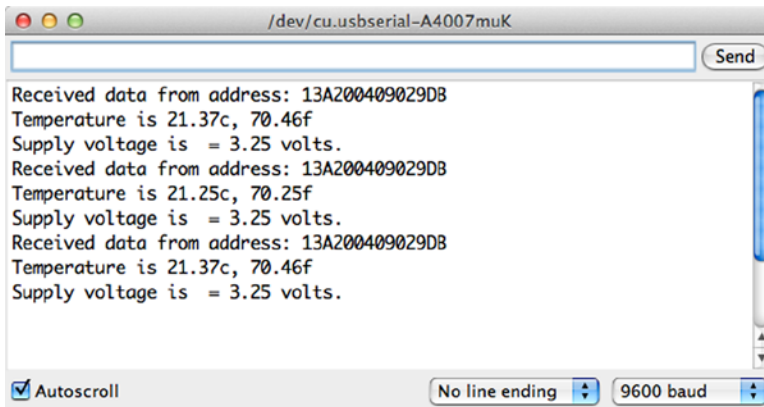 /dev/cu.usbserial-A4007muK
Send
Received data from address: 13A200409029DB
Temperature is 21.37c, 70.46f
Supply voltage is  = 3.25 volts.
Received data from address: 13A200409029DB
Temperature is 21.25c, 70.25f
Supply voltage is  = 3.25 volts.
Received data from address: 13A200409029DB
Temperature is 21.37c, 70.46f
Supply voltage is  = 3.25 volts.
Autoscroll No line ending 9600 baud